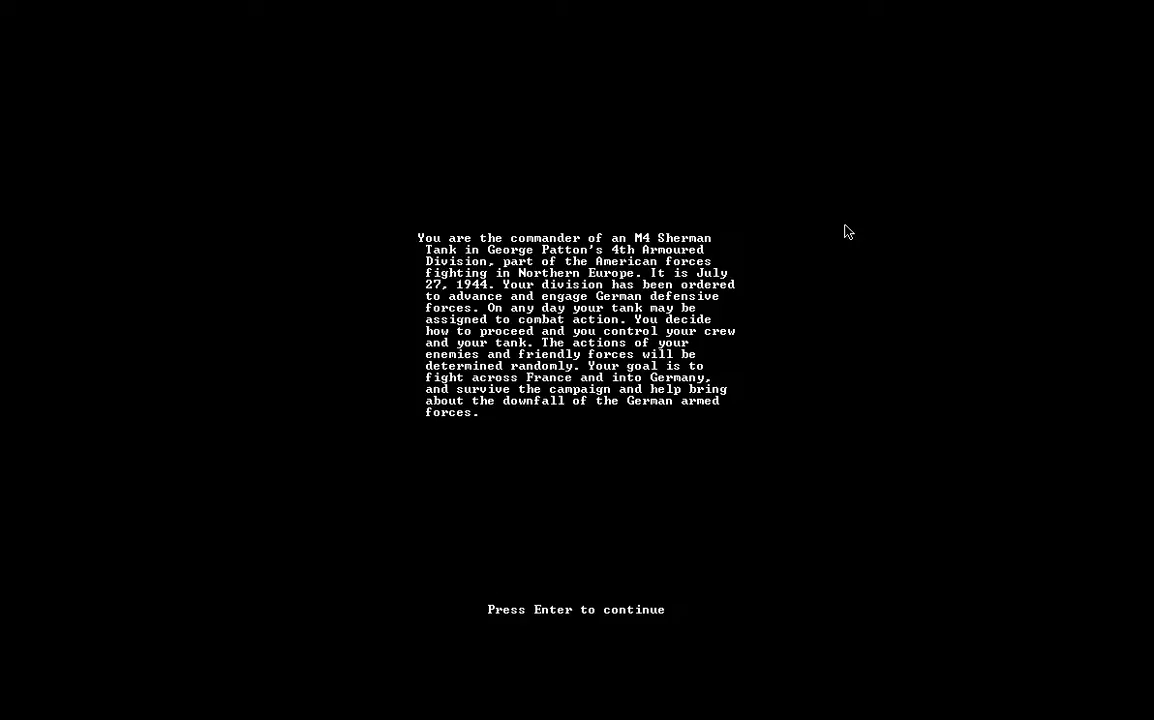 You are the commander of an M4 Sherman
Tank in George Patton's 4th Armoured
Division, part of the American forces
fighting in Northern Europe. It is July
27, 1944. Your division has been ordered
to advance and engage German defensive
forces. On any day your tank may be
assigned to combat action. You decide
how to proceed and you control your crew
and your tank. The actions of your
enemies and friendly forces will be
determined randomly. Your goal is to
fight across France and into Germany,
and survive the campaign and help bring
about the downfall of the German armed
forces.
Press Enter to continue